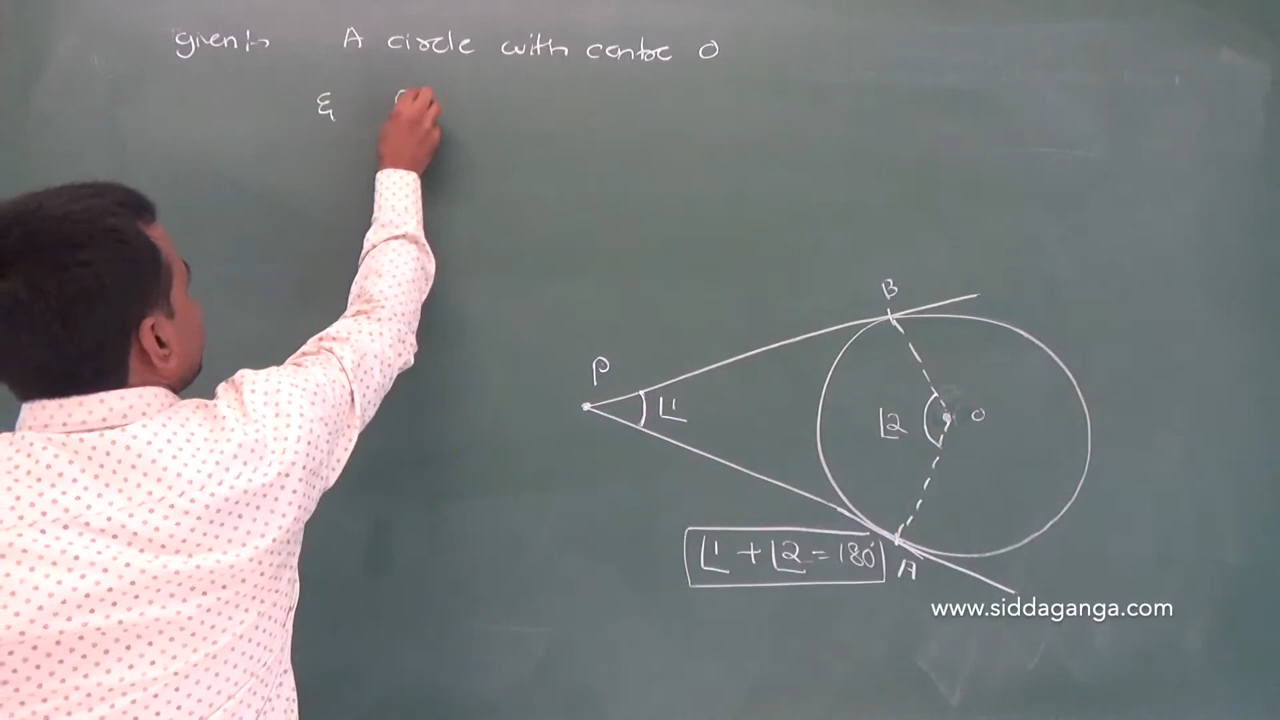 given:- A circle with centre O
&
B
P
∠1
∠2
O
∠1 + ∠2 = 180°
A
www.siddaganga.com